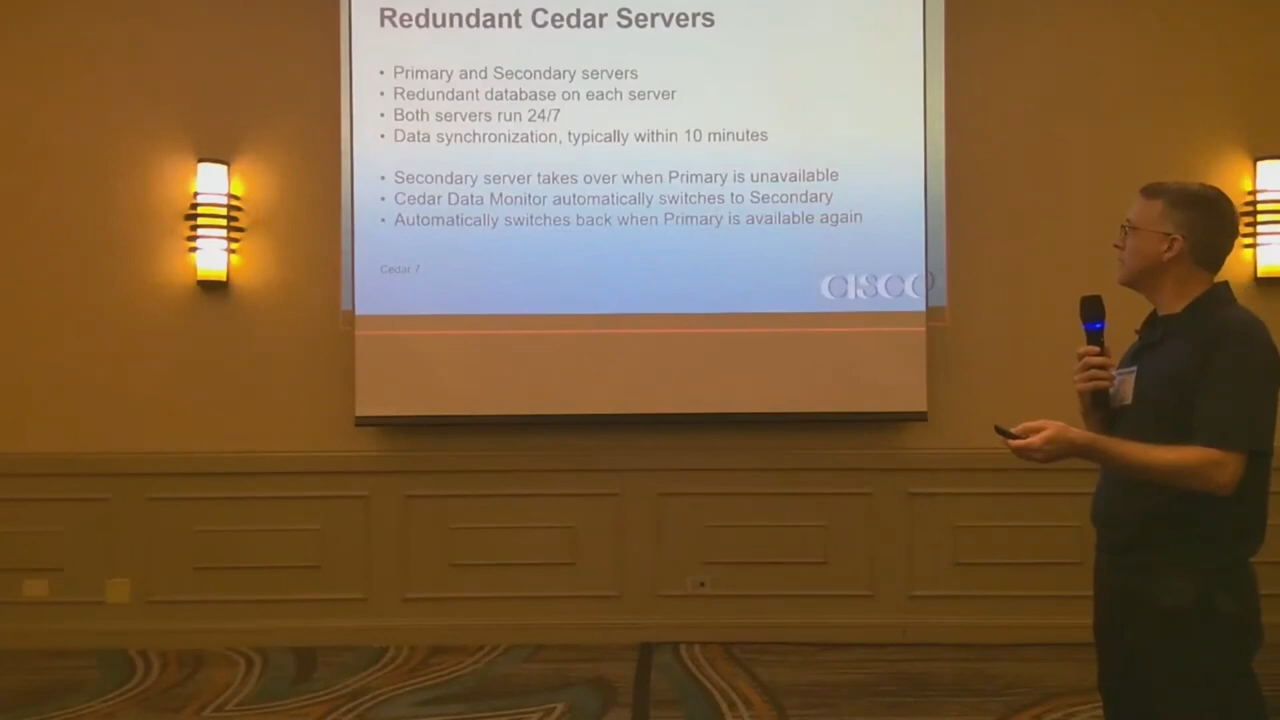 Redundant Cedar Servers
• Primary and Secondary servers
• Redundant database on each server
• Both servers run 24/7
• Data synchronization, typically within 10 minutes
• Secondary server takes over when Primary is unavailable
• Cedar Data Monitor automatically switches to Secondary
• Automatically switches back when Primary is available again
Cedar 7
CISCO